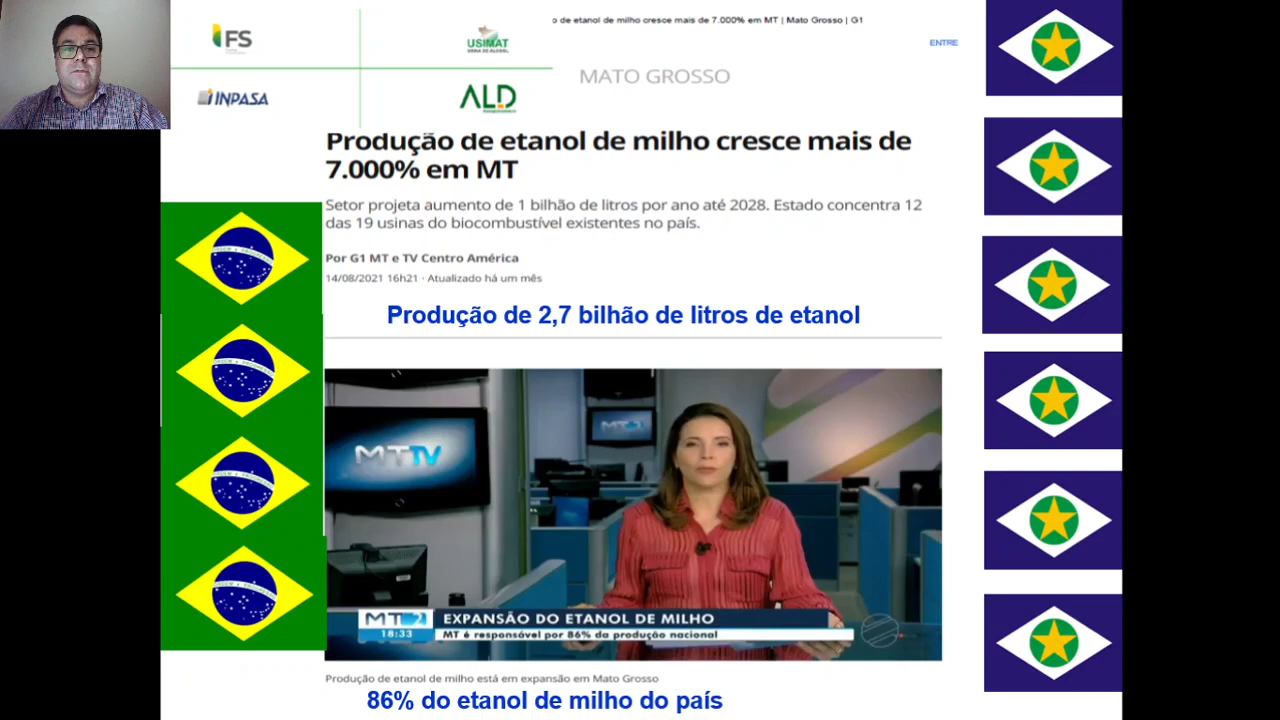 FS
USIMAT
INPASA
ALD
o de etanol de milho cresce mais de 7.000% em MT | Mato Grosso | G1
ENTRE
MATO GROSSO
Produção de etanol de milho cresce mais de
7.000% em MT
Setor projeta aumento de 1 bilhão de litros por ano até 2028. Estado concentra 12
das 19 usinas do biocombustível existentes no país.
Por G1 MT e TV Centro América
14/08/2021 16h21 · Atualizado há um mês
Produção de 2,7 bilhão de litros de etanol
MTTV
MT2
MT2
18:33
EXPANSÃO DO ETANOL DE MILHO
MT é responsável por 86% da produção nacional
Produção de etanol de milho está em expansão em Mato Grosso
86% do etanol de milho do país